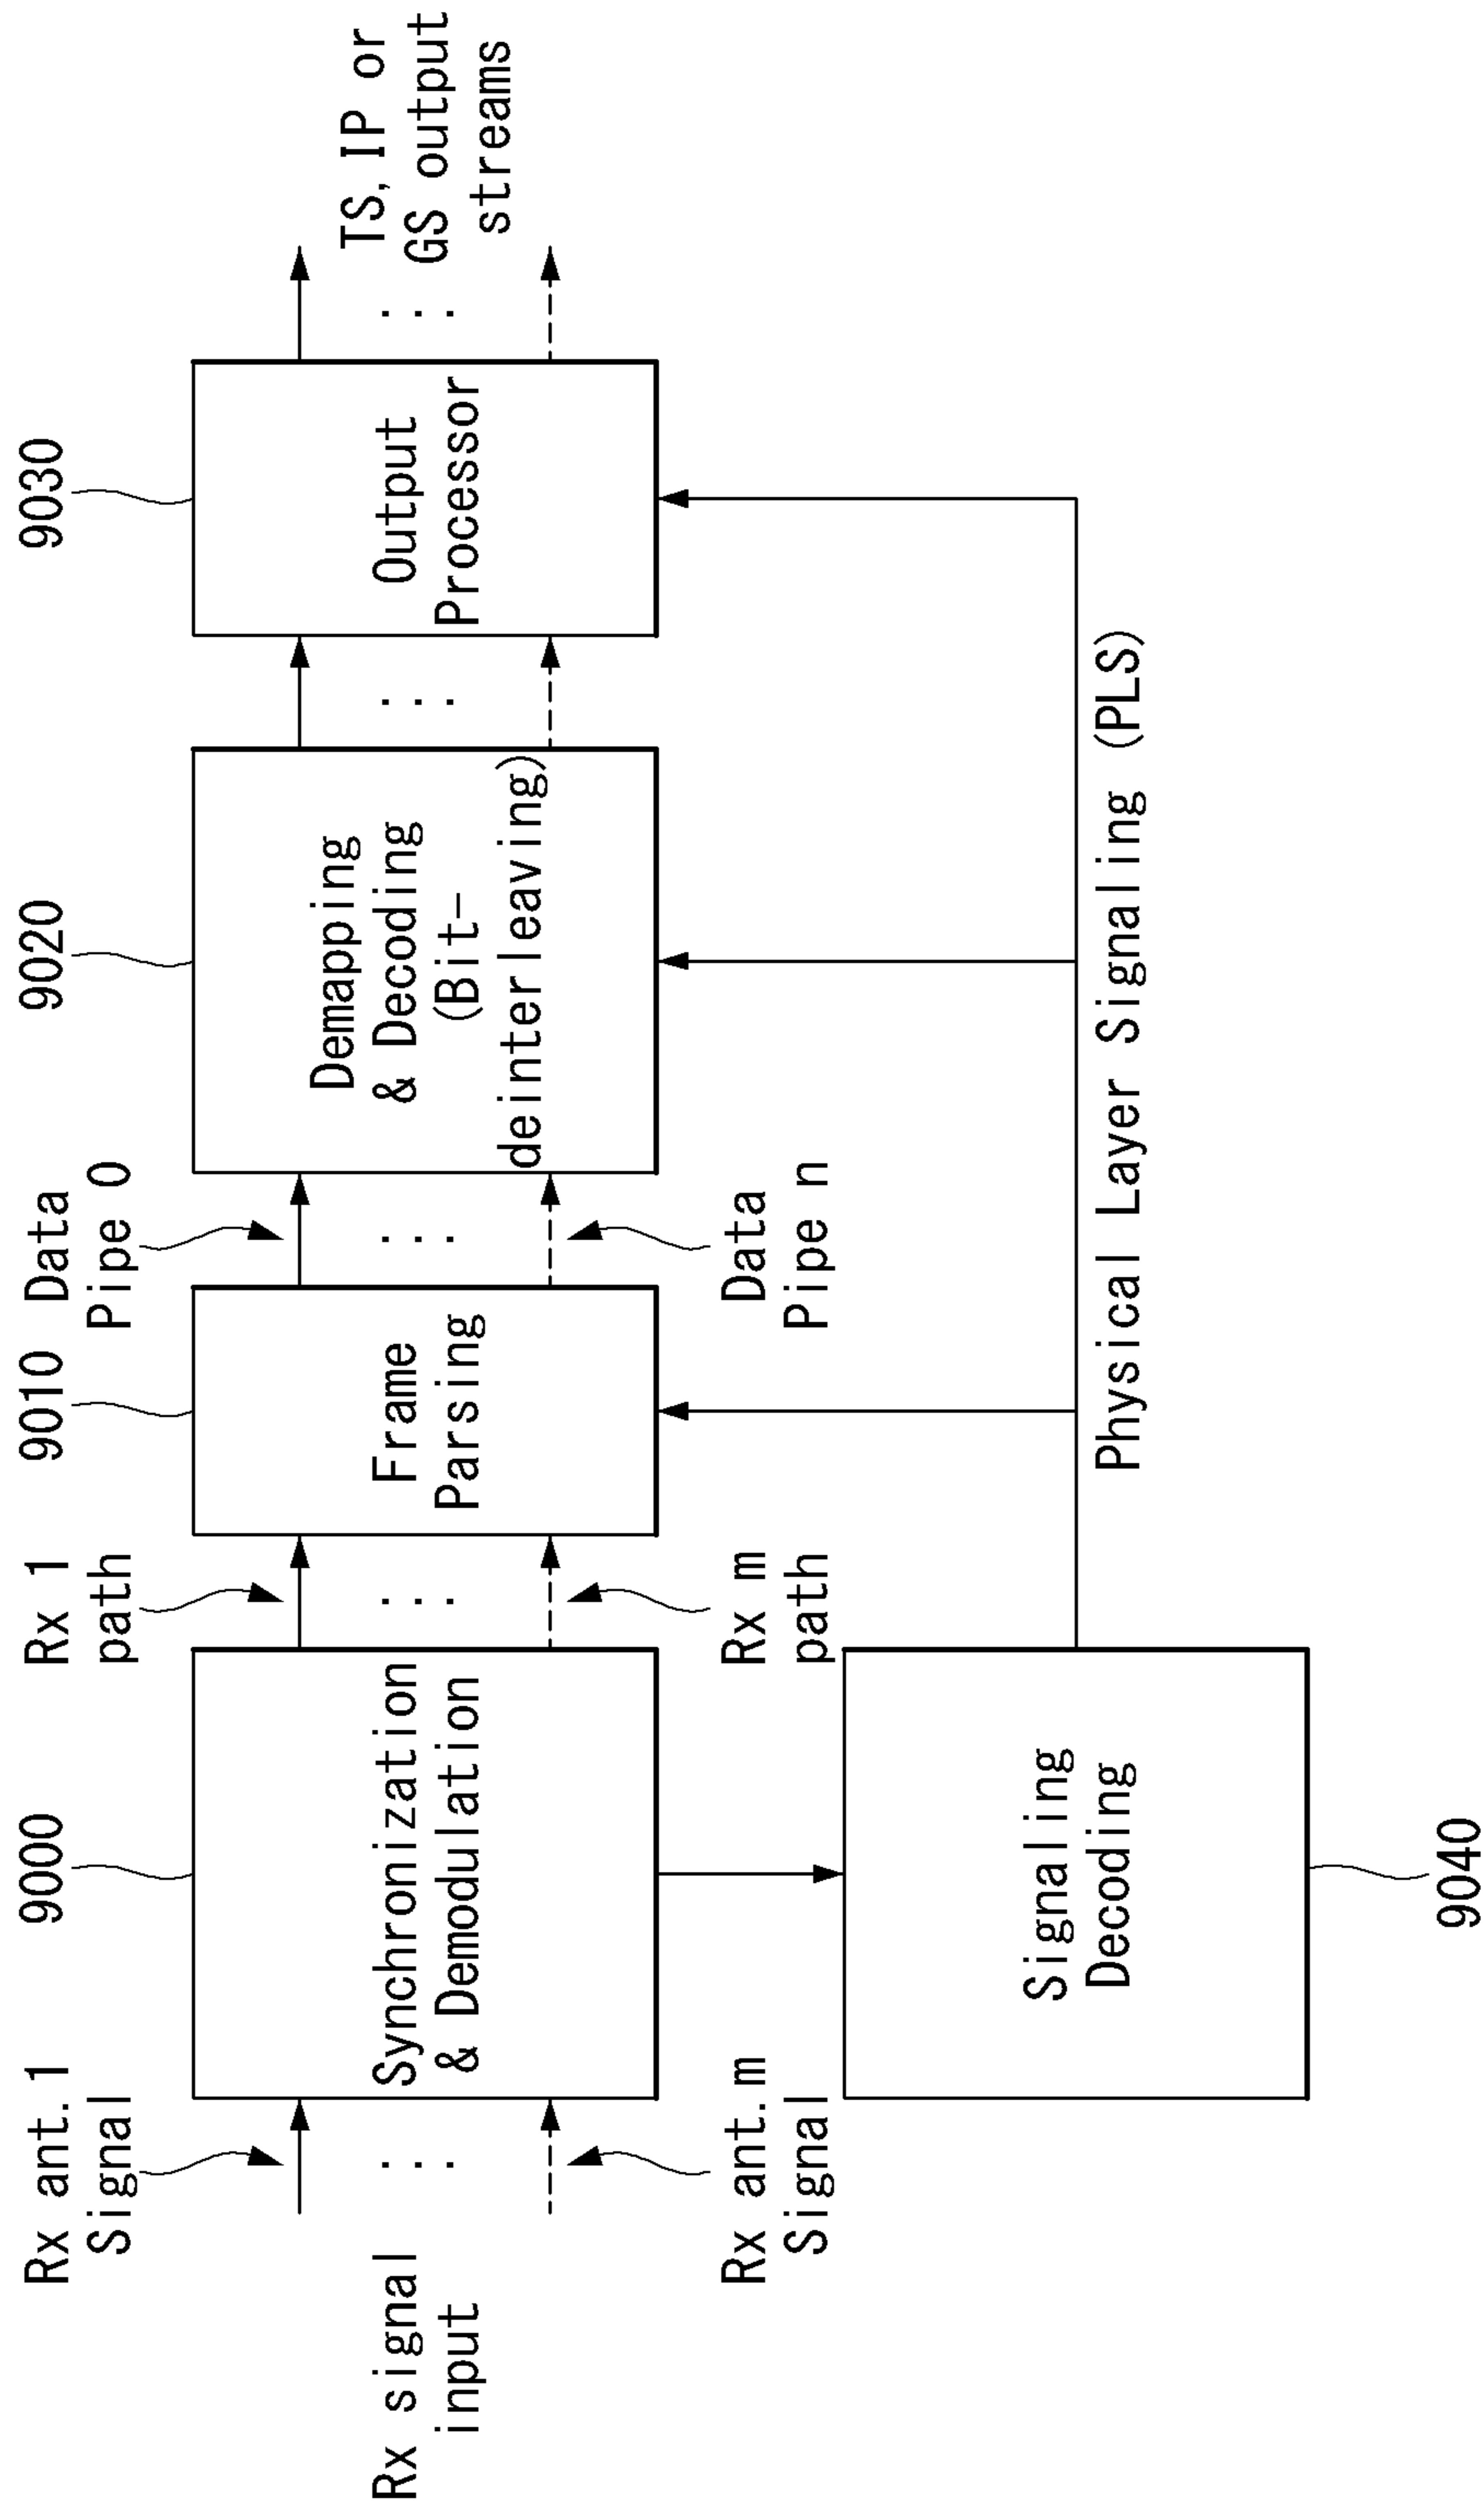 Rx ant.1
Signal
9000
Rx 1
path
9010
Data
Pipe 0
9020
9030
Rx signal
input
Synchronization
& Demodulation
Frame
Parsing
Demapping
& Decoding
(Bit-
deinterleaving)
Output
Processor
TS, IP or
GS output
streams
Rx ant.m
Signal
Rx m
path
Data
Pipe n
Signaling
Decoding
Physical Layer Signaling (PLS)
9040